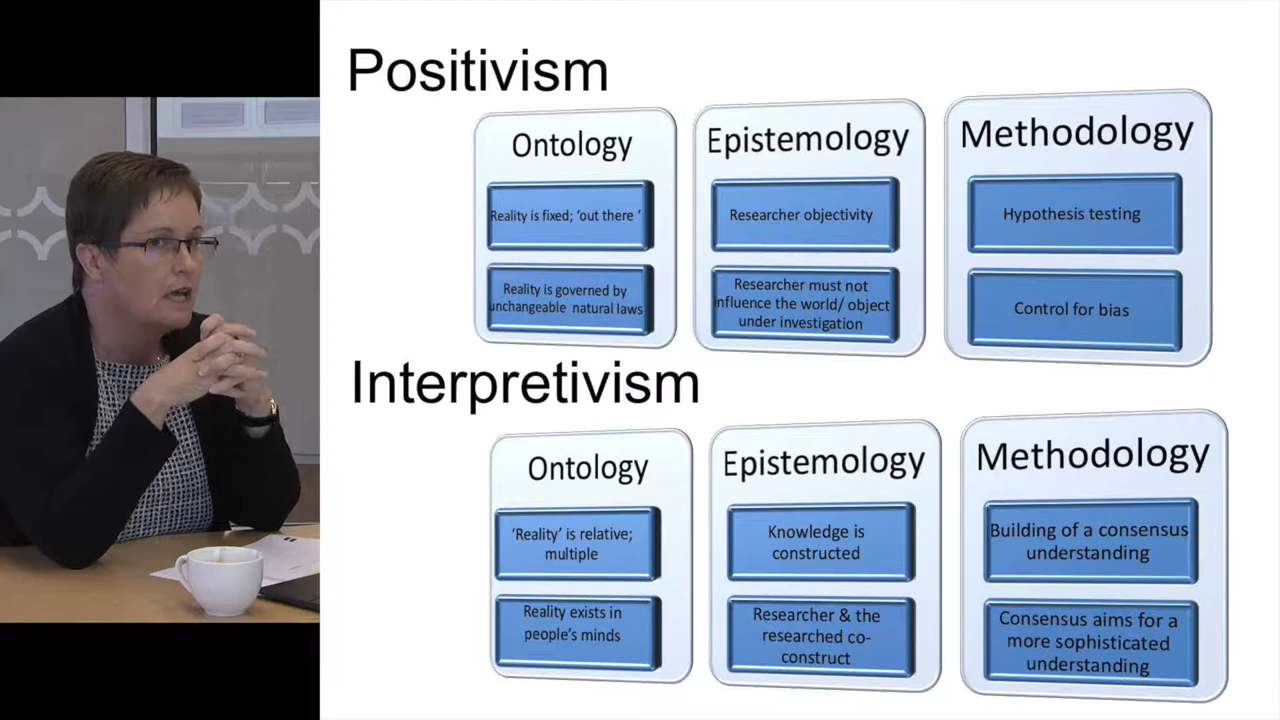 Positivism
Ontology
Reality is fixed; ‘out there ’
Reality is governed by
unchangeable natural laws
Epistemology
Researcher objectivity
Researcher must not
influence the world/ object
under investigation
Methodology
Hypothesis testing
Control for bias
Interpretivism
Ontology
‘Reality’ is relative;
multiple
Reality exists in
people’s minds
Epistemology
Knowledge is
constructed
Researcher & the
researched co-
construct
Methodology
Building of a consensus
understanding
Consensus aims for a
more sophisticated
understanding